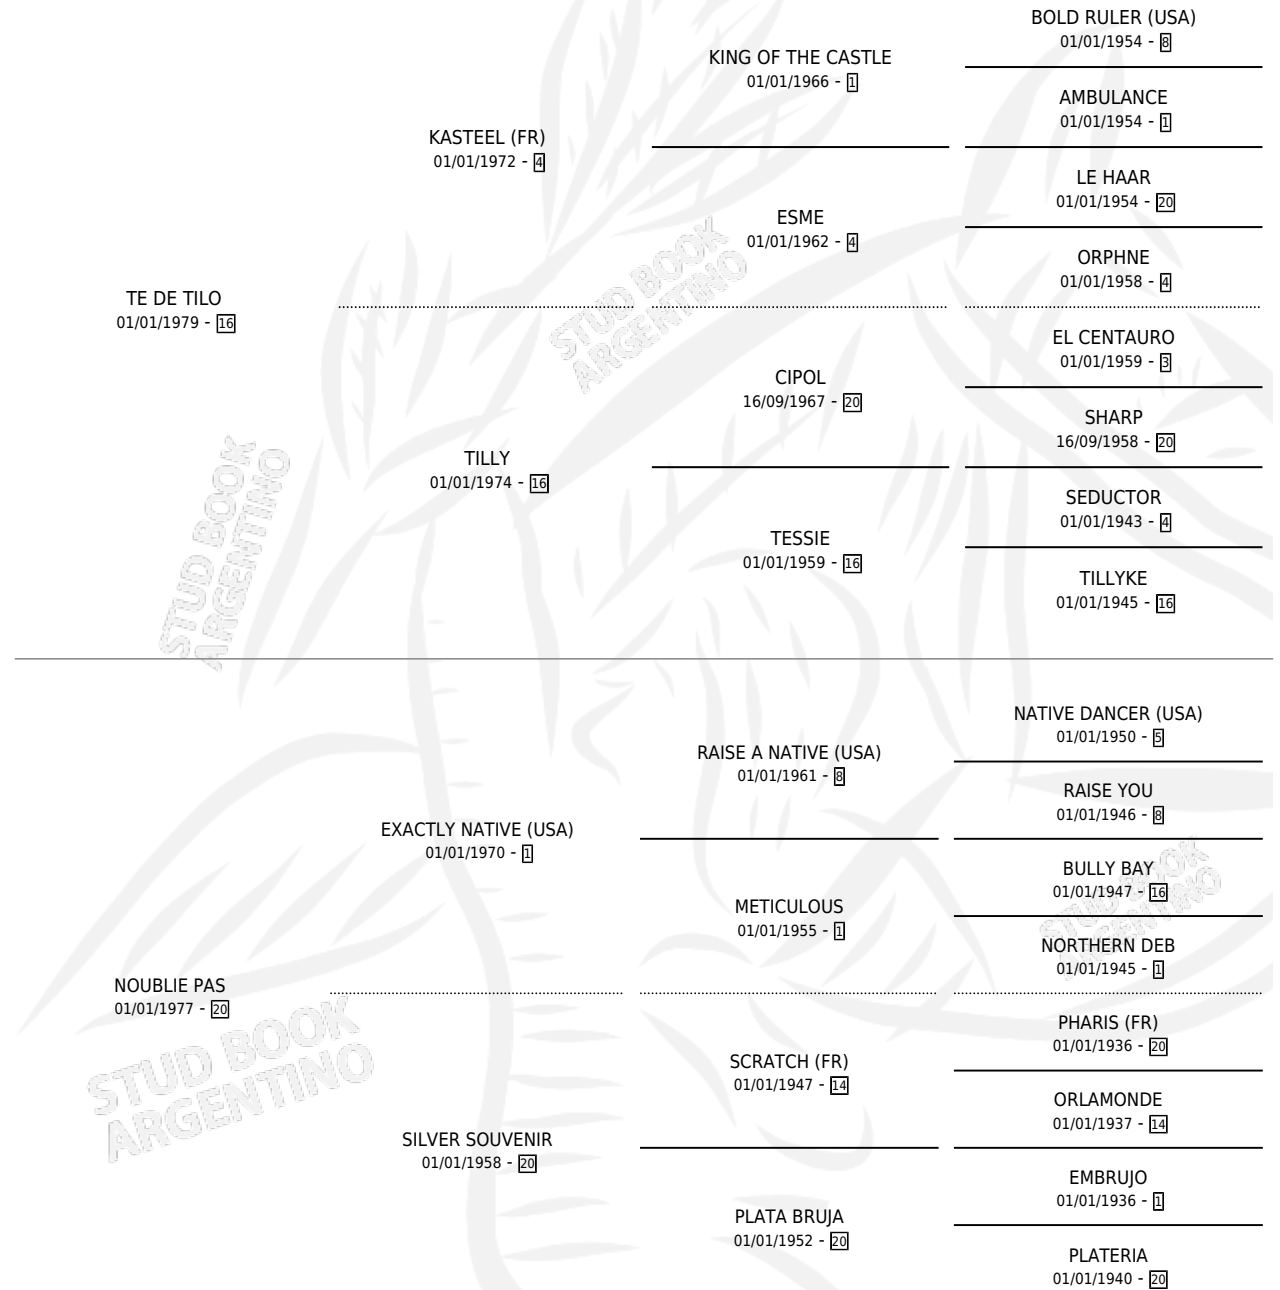 BOLD RULER (USA)
01/01/1954 - 8
KING OF THE CASTLE
01/01/1966 - 1
AMBULANCE
01/01/1954 - 1
KASTEEL (FR)
01/01/1972 - 4
LE HAAR
01/01/1954 - 20
ESME
01/01/1962 - 4
ORPHNE
01/01/1958 - 4
TE DE TILO
01/01/1979 - 16
EL CENTAURO
01/01/1959 - 3
CIPOL
16/09/1967 - 20
SHARP
16/09/1958 - 20
TILLY
01/01/1974 - 16
SEDUCTOR
01/01/1943 - 4
TESSIE
01/01/1959 - 16
TILLYKE
01/01/1945 - 16
STUD BOOK
ARGENTINO
STUD BOOK
ARGENTINO
NATIVE DANCER (USA)
01/01/1950 - 5
RAISE A NATIVE (USA)
01/01/1961 - 8
RAISE YOU
01/01/1946 - 8
EXACTLY NATIVE (USA)
01/01/1970 - 1
BULLY BAY
01/01/1947 - 16
METICULOUS
01/01/1955 - 1
NORTHERN DEB
01/01/1945 - 1
NOUBLIE PAS
01/01/1977 - 20
PHARIS (FR)
01/01/1936 - 20
SCRATCH (FR)
01/01/1947 - 14
ORLAMONDE
01/01/1937 - 14
SILVER SOUVENIR
01/01/1958 - 20
EMBRUJO
01/01/1936 - 1
PLATA BRUJA
01/01/1952 - 20
PLATERIA
01/01/1940 - 20
STUD BOOK
ARGENTINO
STUD BOOK
ARGENTINO